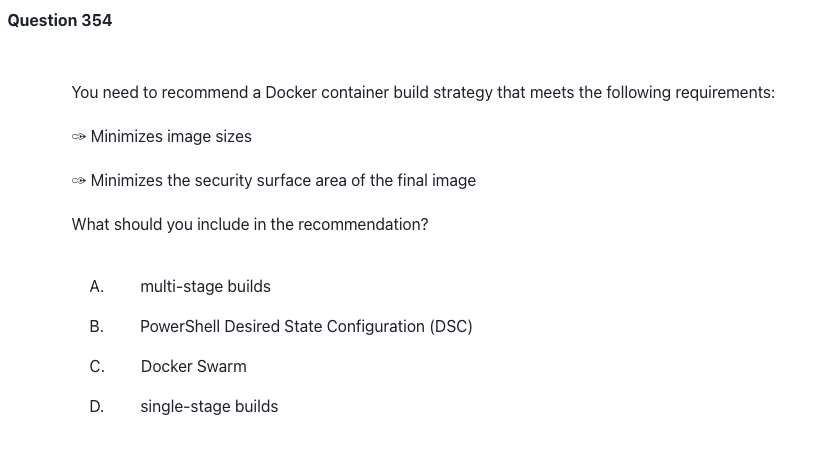 Question 354
You need to recommend a Docker container build strategy that meets the following requirements:
✑ Minimizes image sizes
✑ Minimizes the security surface area of the final image
What should you include in the recommendation?
A. multi-stage builds
B. PowerShell Desired State Configuration (DSC)
C. Docker Swarm
D. single-stage builds